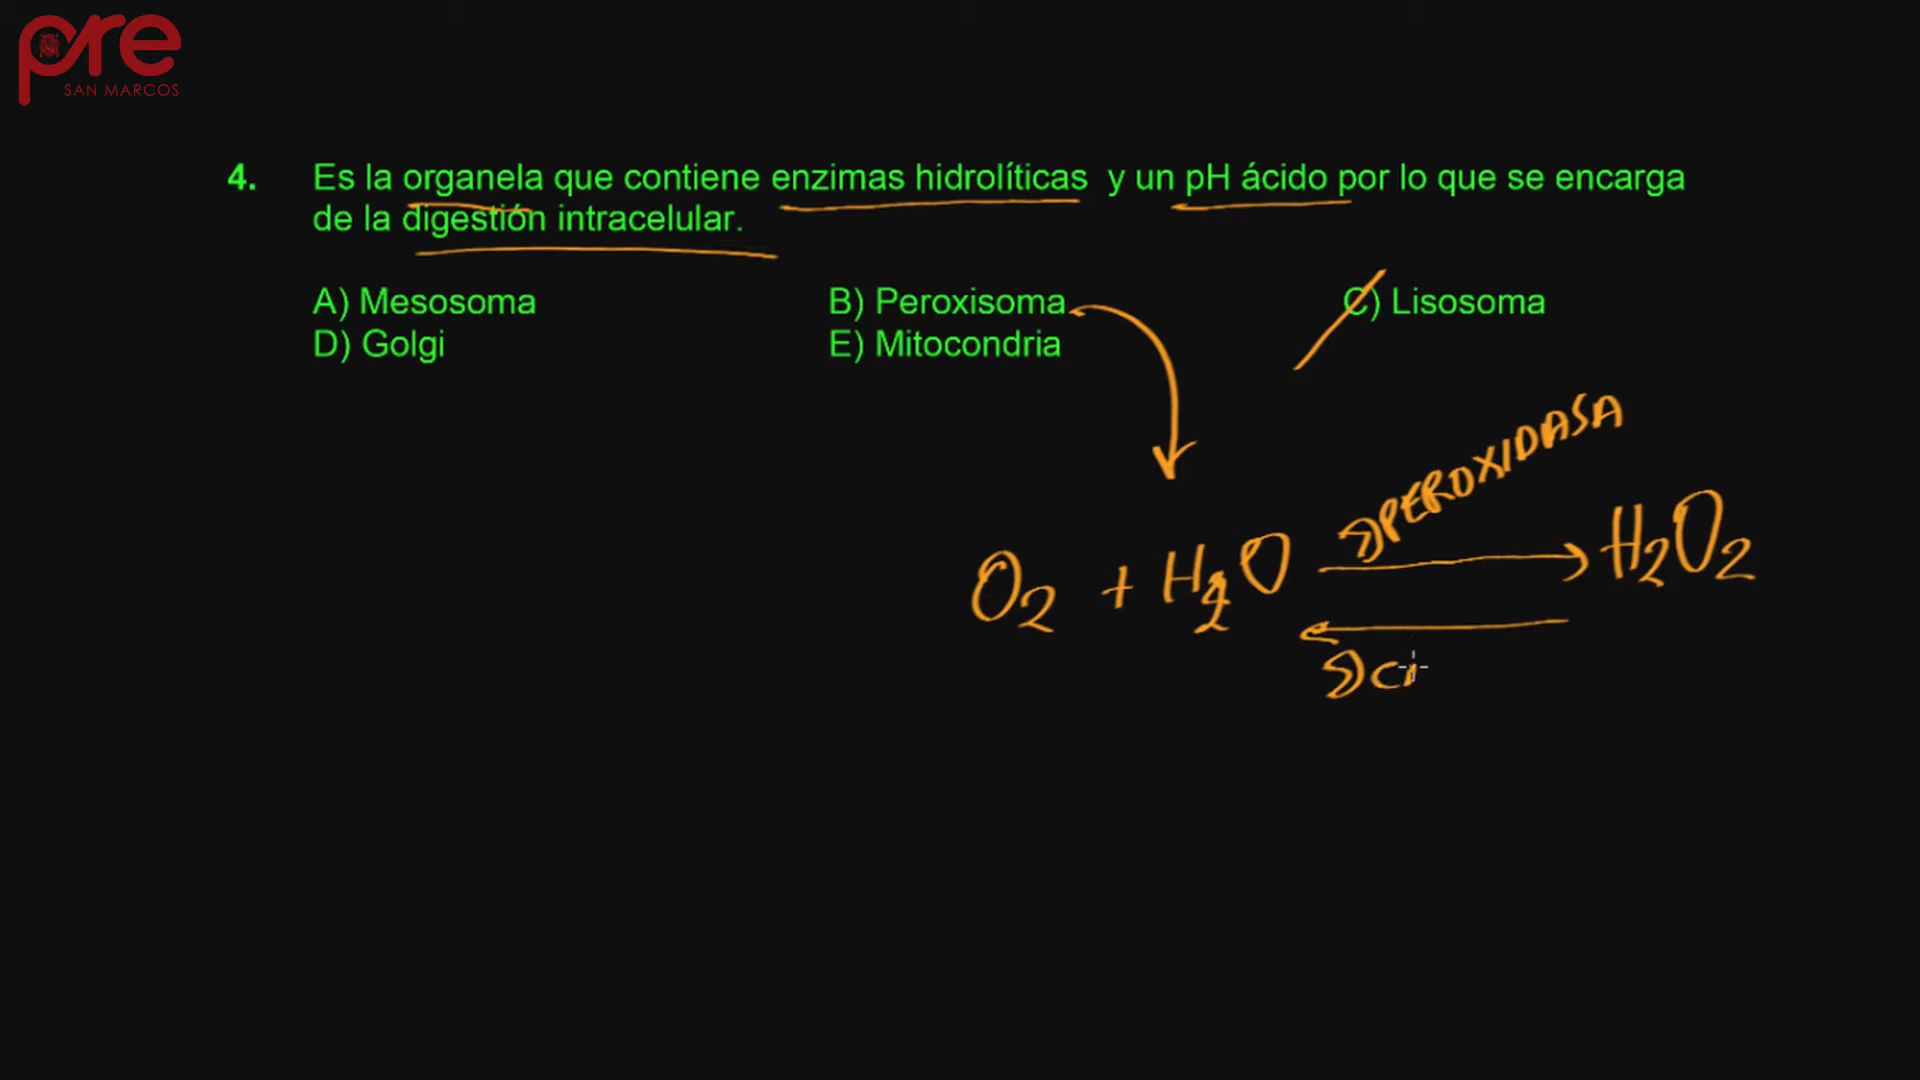 pre
SAN MARCOS
4. Es la organela que contiene enzimas hidrolíticas y un pH ácido por lo que se encarga
de la digestión intracelular.
A) Mesosoma B) Peroxisoma C) Lisosoma
D) Golgi E) Mitocondria
PEROXIDASA
O2 + H2O H2O2